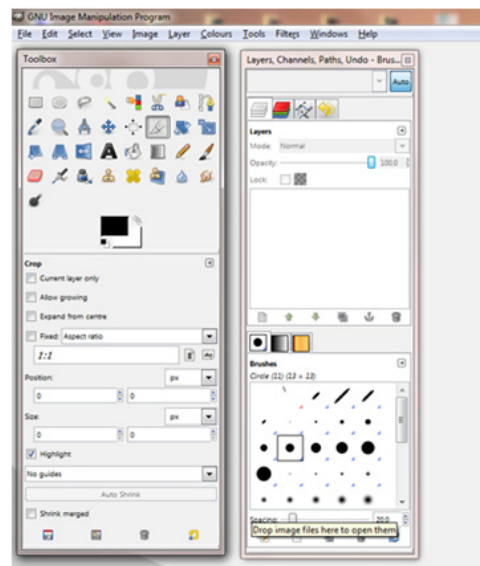 GNU Image Manipulation Program
File Edit Select View Image Layer Colours Tools Filters Windows Help
Toolbox
Crop
Current layer only
Allow growing
Expand from centre
Fixed: Aspect ratio
1:1
Position: px
0 0
Size: px
0 0
Highlight
No guides
Auto Shrink
Shrink merged
Layers, Channels, Paths, Undo - Brus...
Auto
Layers
Mode: Normal
Opacity: 100.0
Lock:
Brushes
Circle (11) (13 × 13)
Spacing: 20.0
Drop image files here to open them